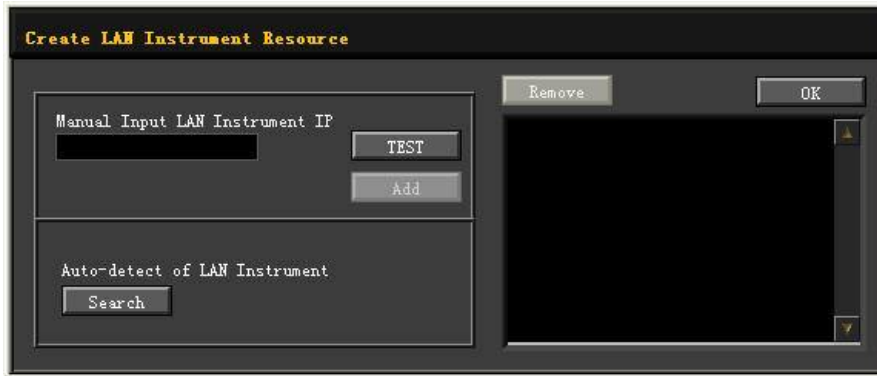 Create LAN Instrument Resource
Manual Input LAN Instrument IP
TEST
Add
Auto-detect of LAN Instrument
Search
Remove
OK